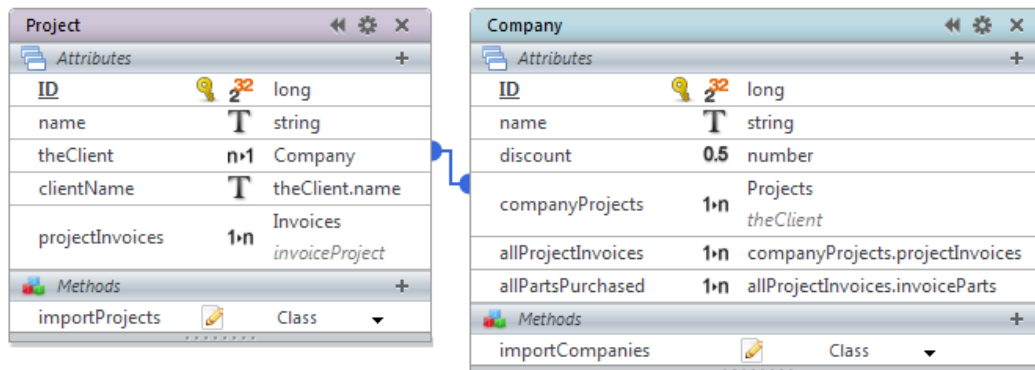 Project
Attributes
ID 2^32 long
name T string
theClient n▸1 Company
clientName T theClient.name
projectInvoices 1▸n Invoices
invoiceProject
Methods
importProjects Class
Company
Attributes
ID 2^32 long
name T string
discount 0.5 number
companyProjects 1▸n Projects
theClient
allProjectInvoices 1▸n companyProjects.projectInvoices
allPartsPurchased 1▸n allProjectInvoices.invoiceParts
Methods
importCompanies Class